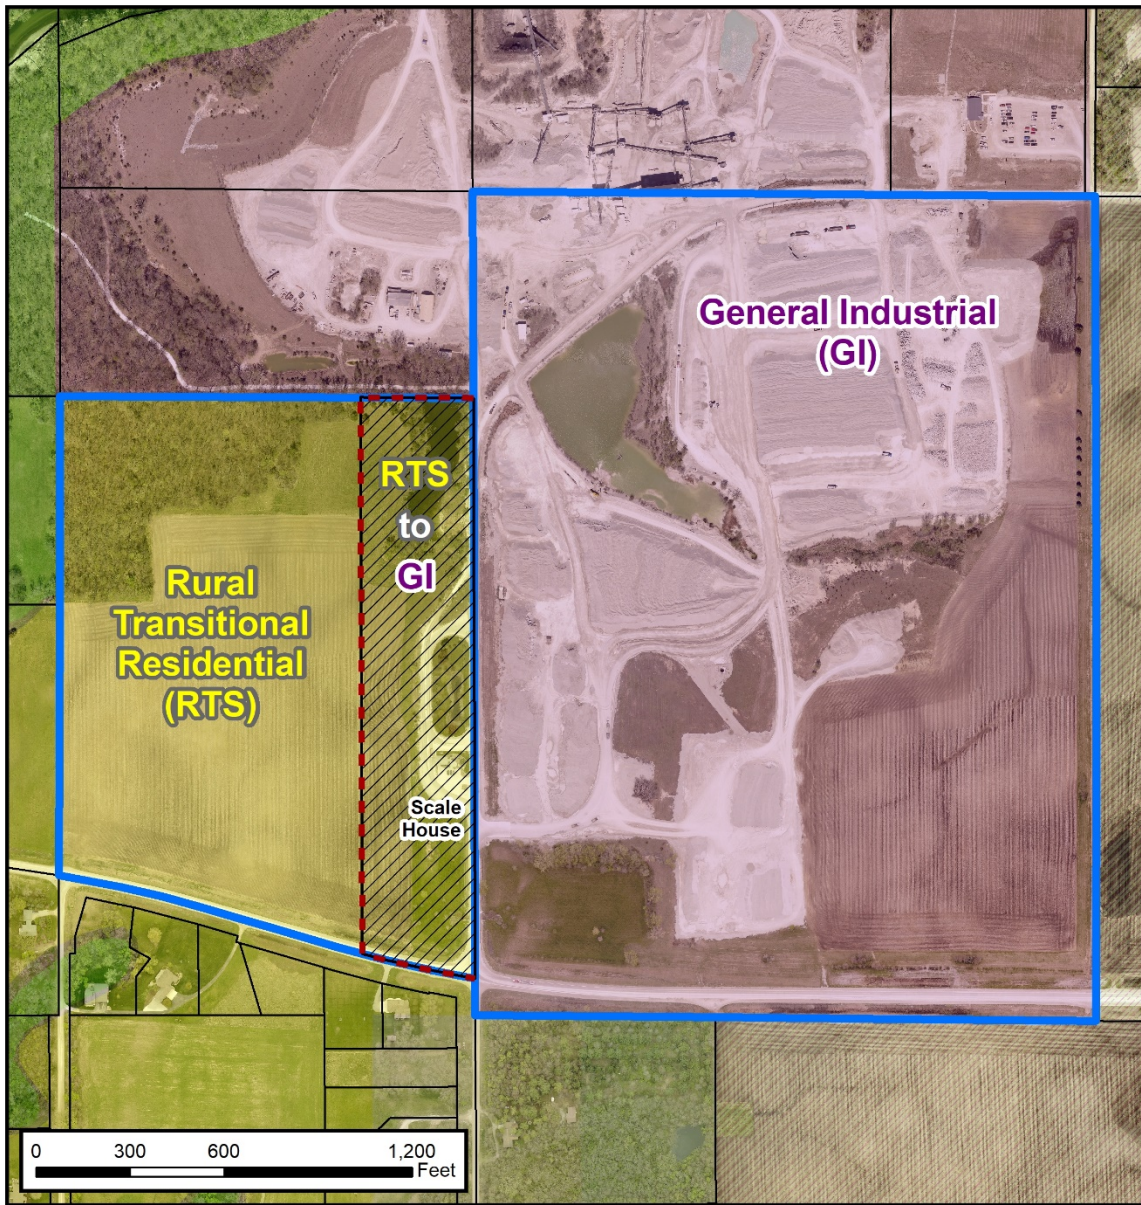 General Industrial
(GI)
RTS
to
GI
Rural
Transitional
Residential
(RTS)
Scale
House
0 300 600 1,200
Feet